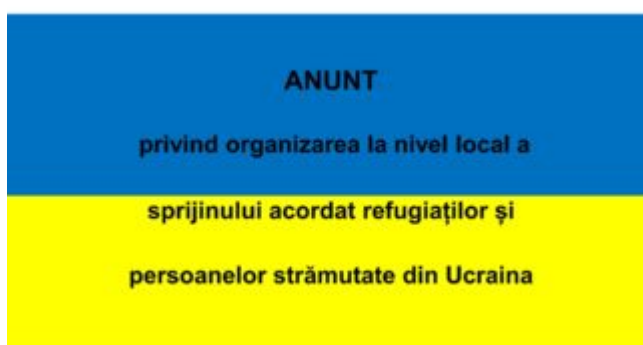 ANUNT
privind organizarea la nivel local a
sprijinului acordat refugiaților și
persoanelor strămutate din Ucraina